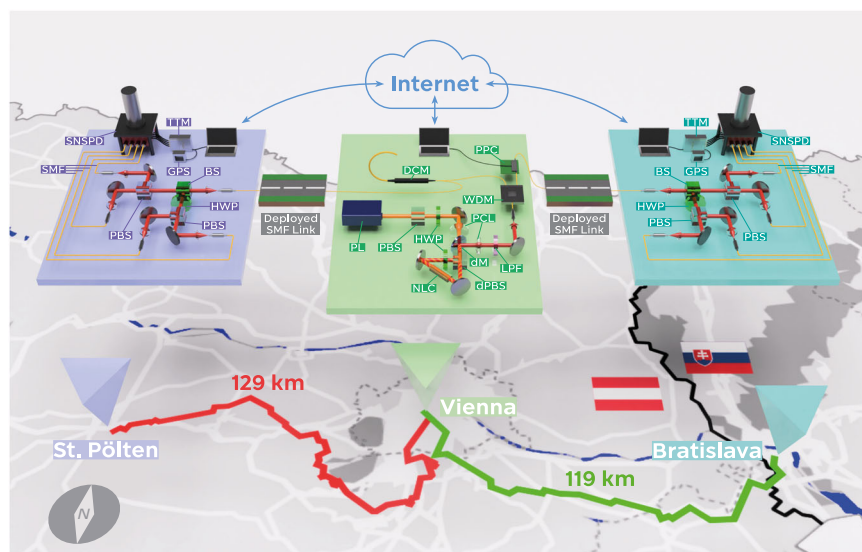 Internet
TTM
SNSPD
GPS
BS
SMF
HWP
PBS
PBS
Deployed
SMF Link
PPC
DCM
WDM
PL
PBS
HWP
PCL
dM
LPF
NLC
dPBS
Deployed
SMF Link
TTM
SNSPD
BS
GPS
SMF
HWP
PBS
PBS
129 km
Vienna
St. Pölten
Bratislava
119 km
N